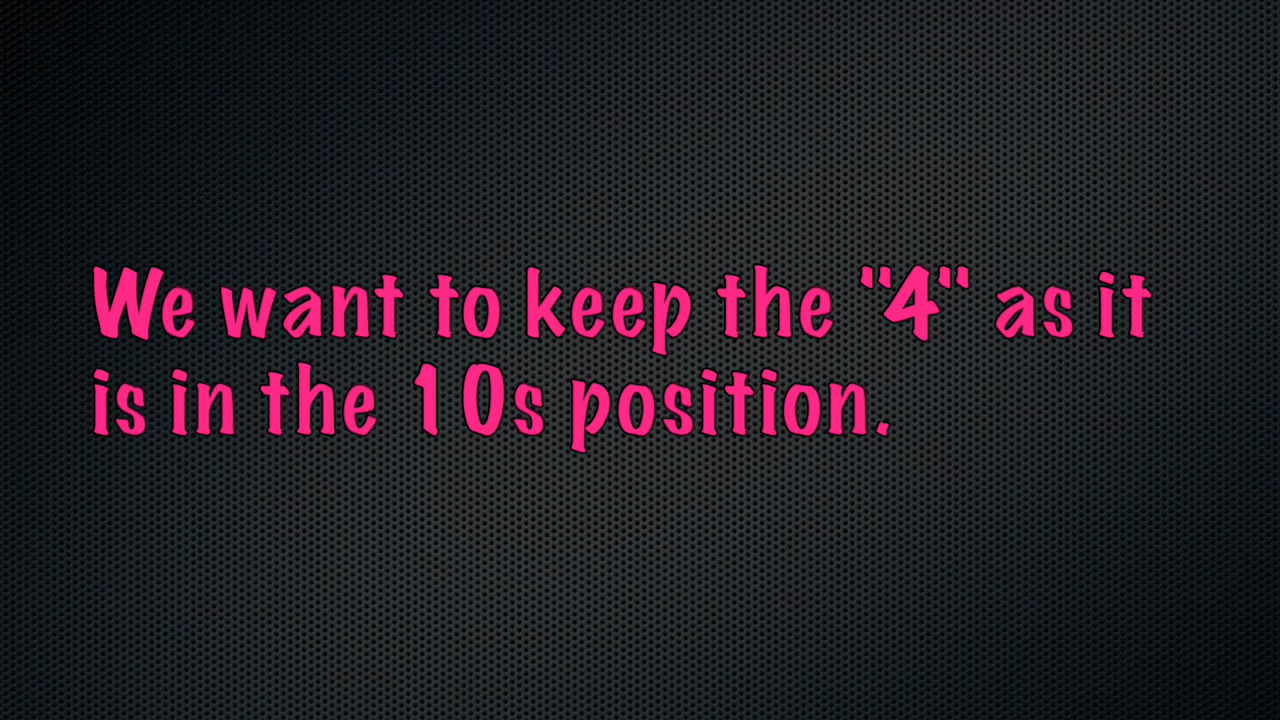 We want to keep the "4" as it
is in the 10s position.